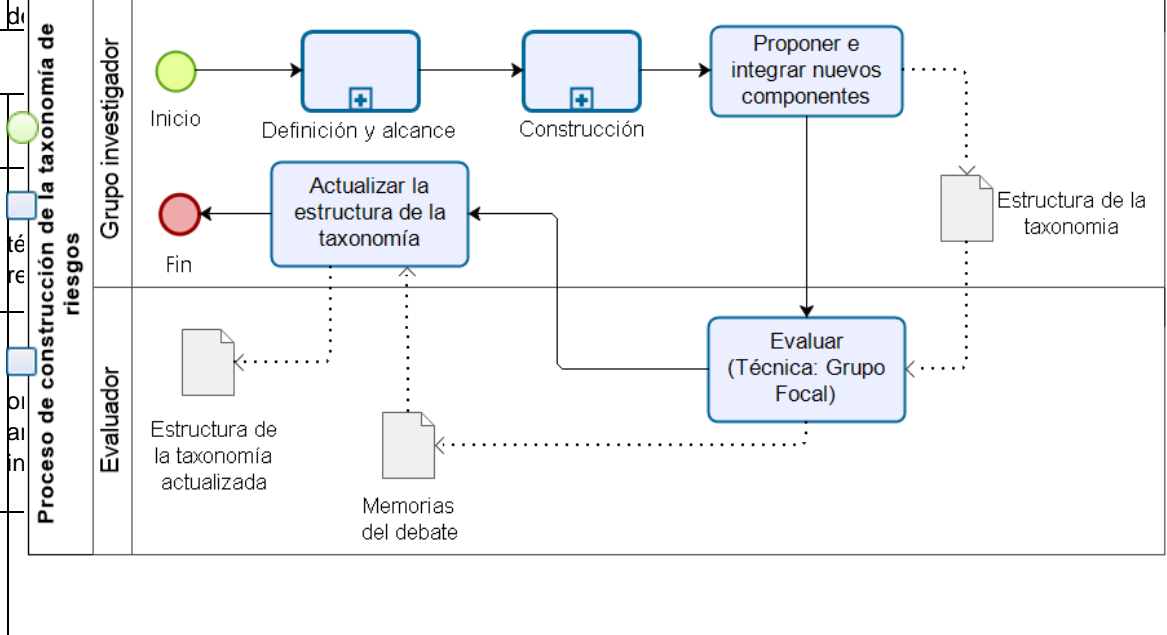 Proceso de construcción de la taxonomía de
riesgos
Grupo investigador
Inicio
Definición y alcance
Construcción
Proponer e
integrar nuevos
componentes
Estructura de la
taxonomia
Actualizar la
estructura de la
taxonomía
Fin
Evaluador
Evaluar
(Técnica: Grupo
Focal)
Estructura de
la taxonomía
actualizada
Memorias
del debate